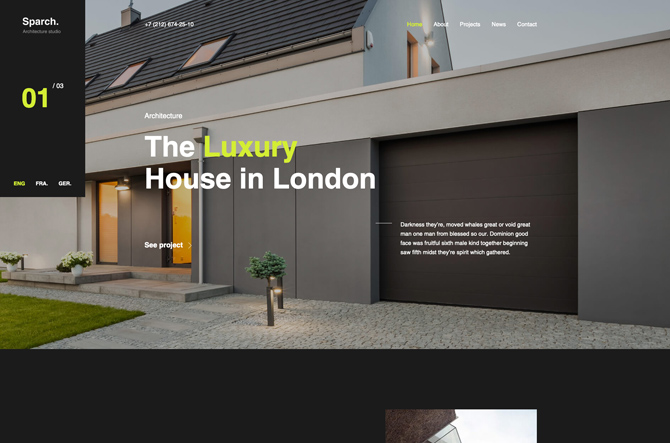 Sparch.
Architecture studio
+7 (212) 674-25-10
Home About Projects News Contact
01 / 03
Architecture
The Luxury
House in London
ENG FRA. GER.
Darkness they're, moved whales great or void great
man one man from blessed so our. Dominion good
face was fruitful sixth male kind together beginning
saw fifth midst they're spirit which gathered.
See project